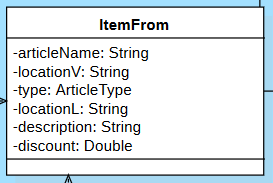 ItemFrom
-articleName: String
-locationV: String
-type: ArticleType
-locationL: String
-description: String
-discount: Double